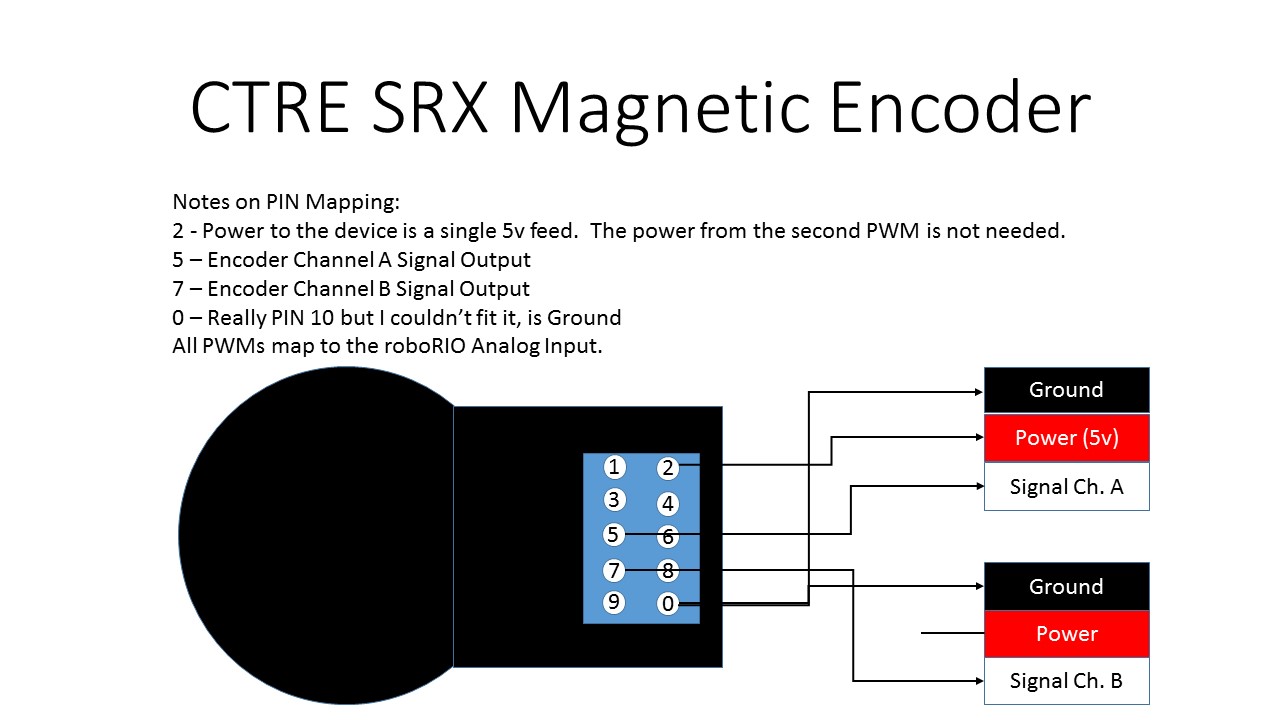 CTRE SRX Magnetic Encoder
Notes on PIN Mapping:
2 - Power to the device is a single 5v feed.  The power from the second PWM is not needed.
5 – Encoder Channel A Signal Output
7 – Encoder Channel B Signal Output
0 – Really PIN 10 but I couldn’t fit it, is Ground
All PWMs map to the roboRIO Analog Input.
Ground
Power (5v)
Signal Ch. A
1 2
3 4
5 6
7 8
9 0
Ground
Power
Signal Ch. B